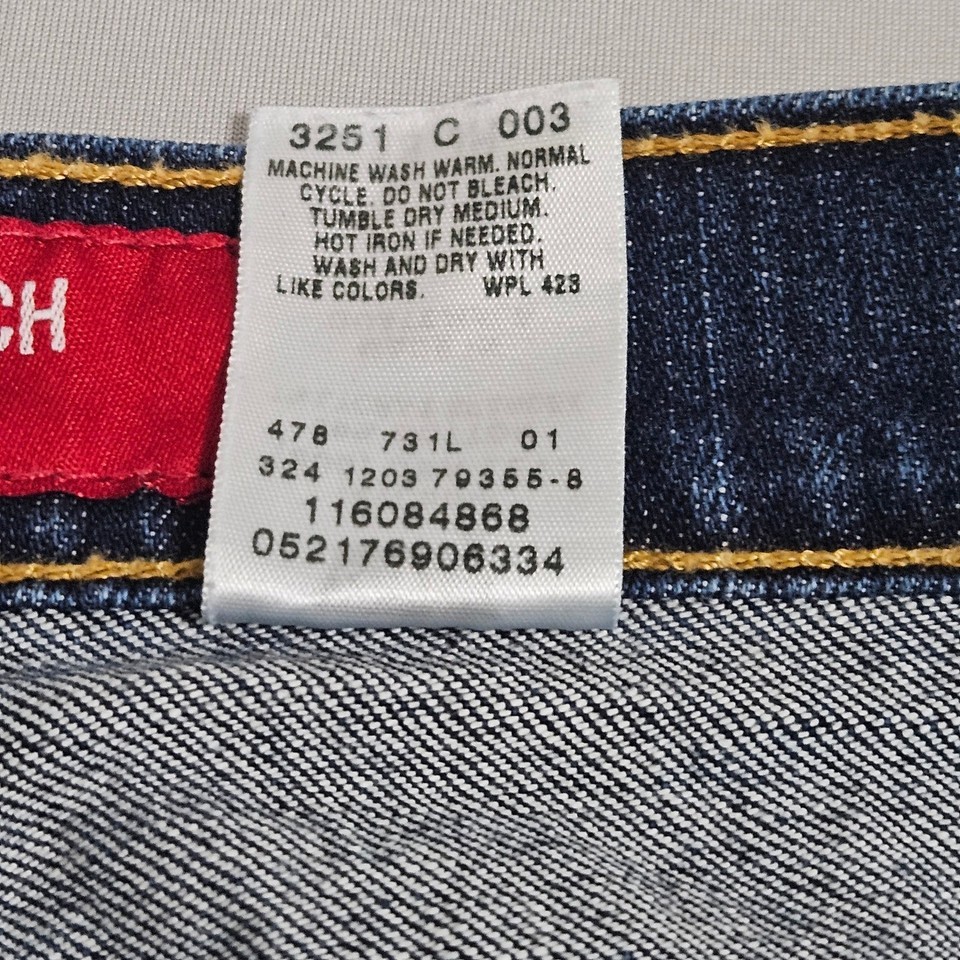 3251 C 003
MACHINE WASH WARM. NORMAL
CYCLE. DO NOT BLEACH.
TUMBLE DRY MEDIUM.
HOT IRON IF NEEDED.
WASH AND DRY WITH
LIKE COLORS. WPL 423
CH
478 731L 01
324 1203 79355-8
116084868
052176906334